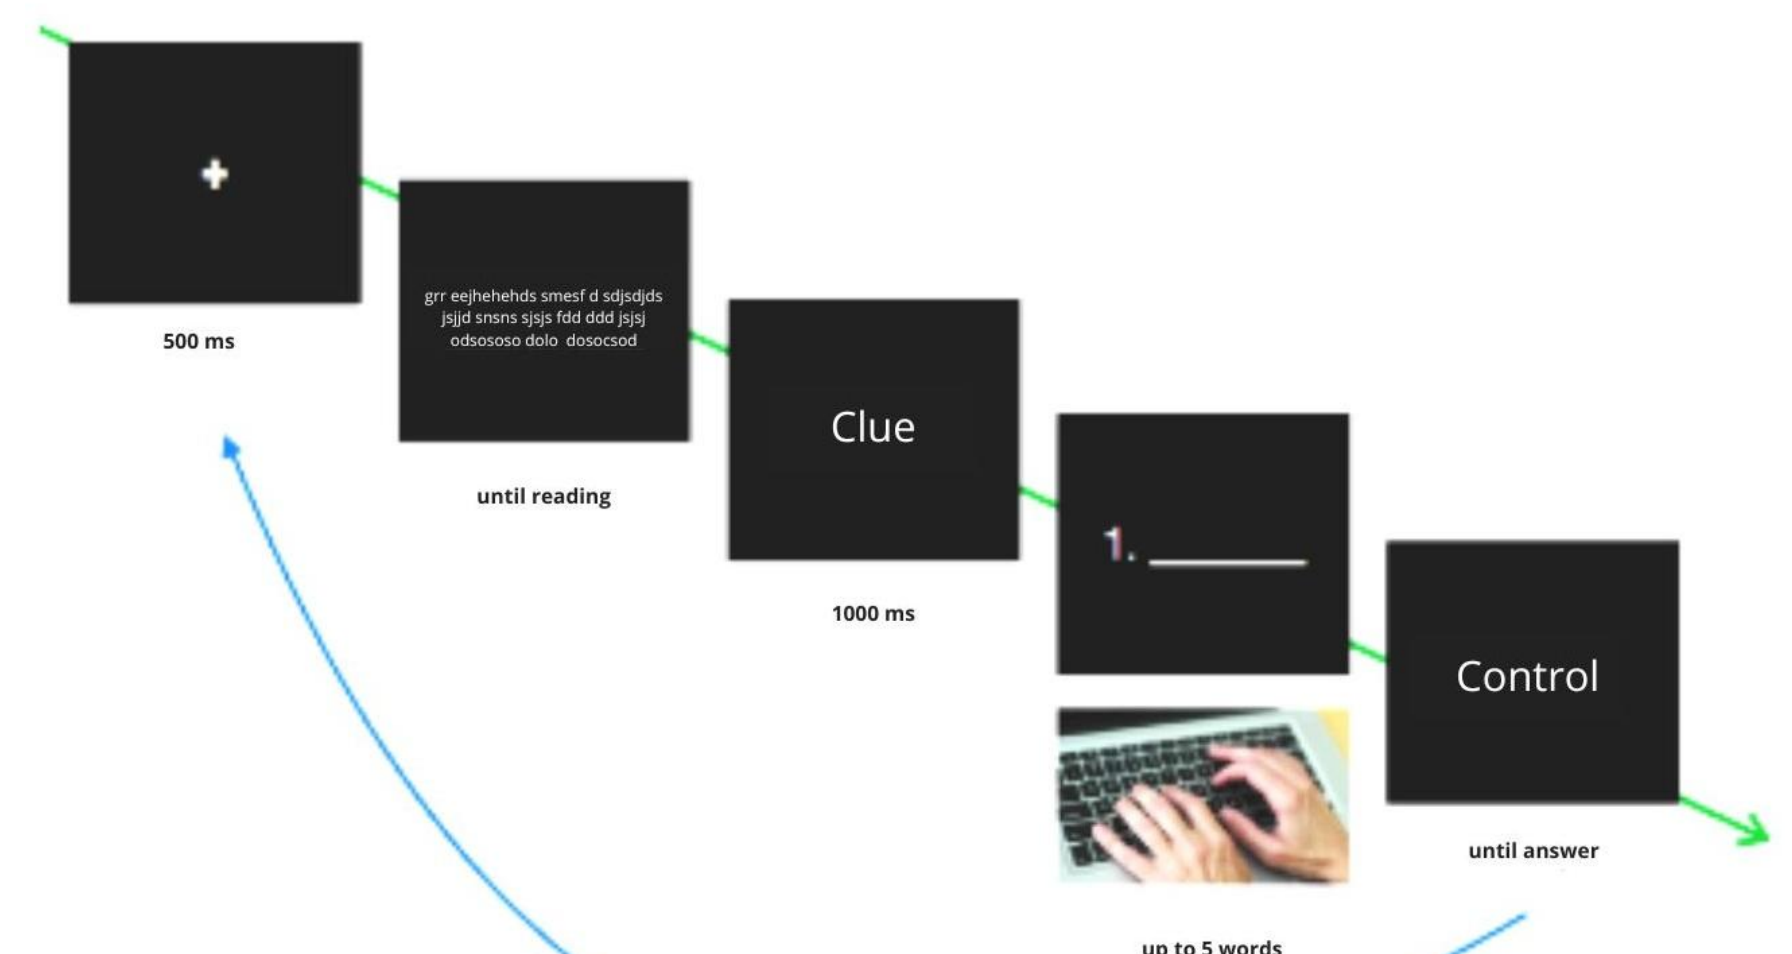 +
500 ms
grr eejhehehds smesf d sdjsdjds
jsjjd snsns sjsjs fdd ddd jsjsj
odsososo dolo dosocsod
until reading
Clue
1000 ms
1. ________
up to 5 words
Control
until answer